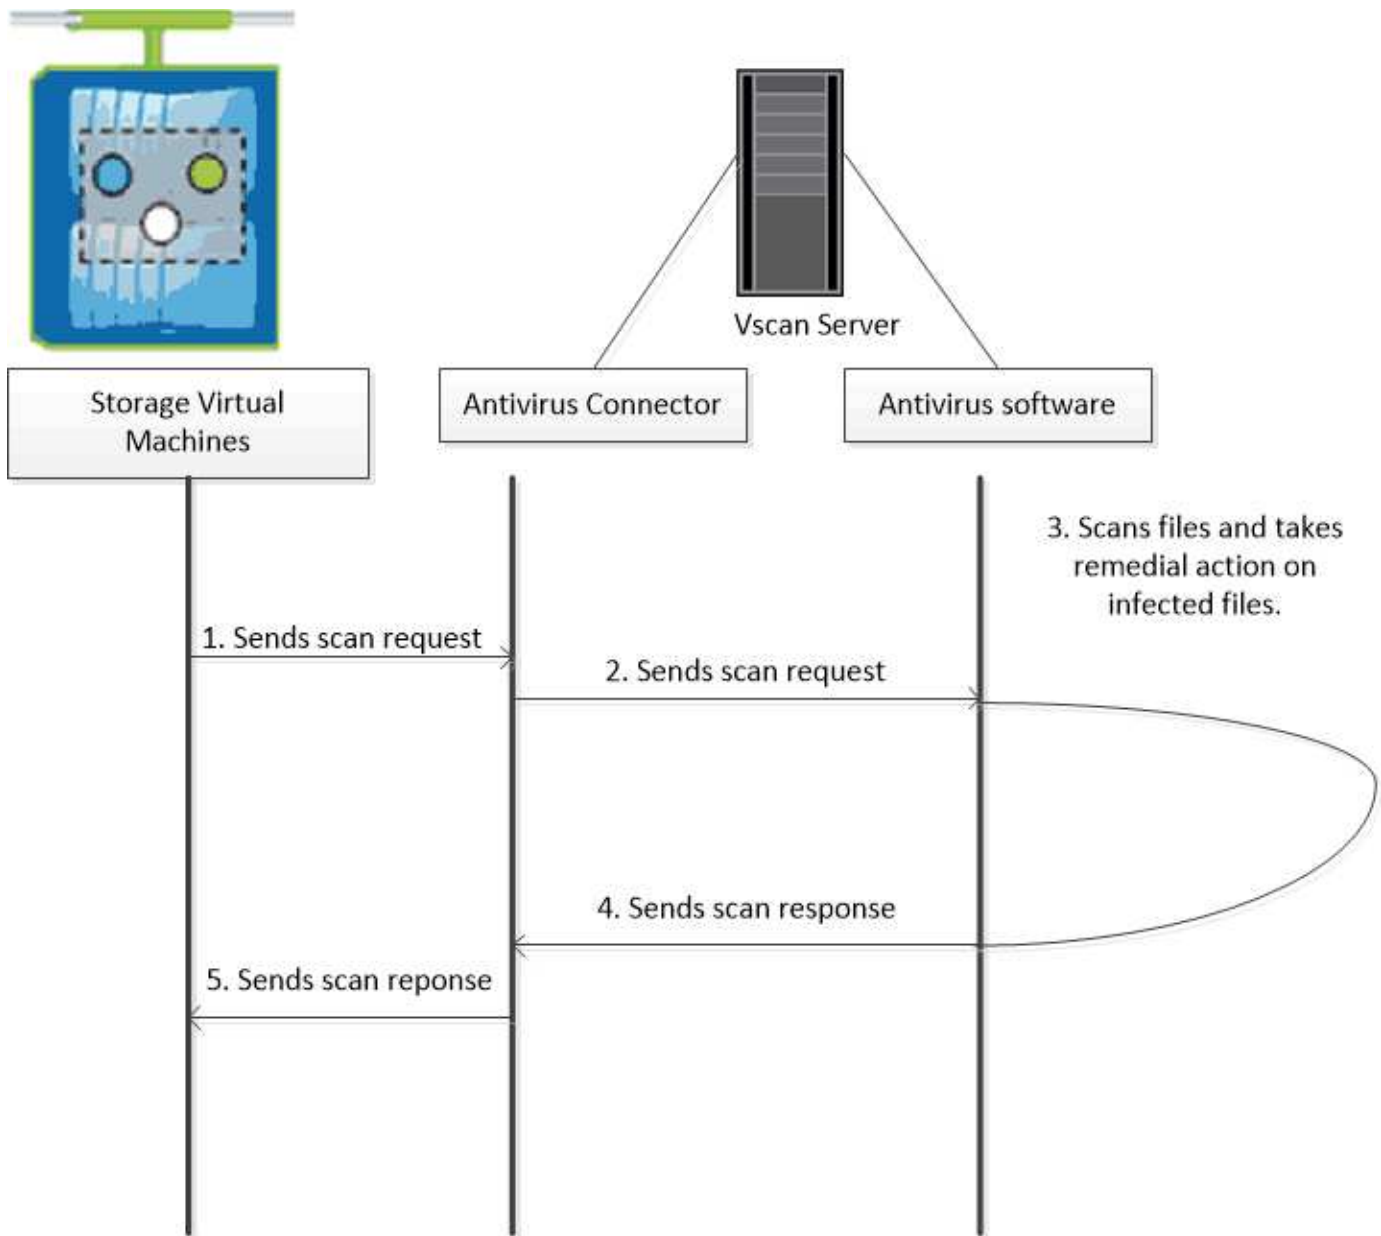 Vscan Server
Storage Virtual
Machines
Antivirus Connector
Antivirus software
3. Scans files and takes
remedial action on
infected files.
1. Sends scan request
2. Sends scan request
4. Sends scan response
5. Sends scan reponse